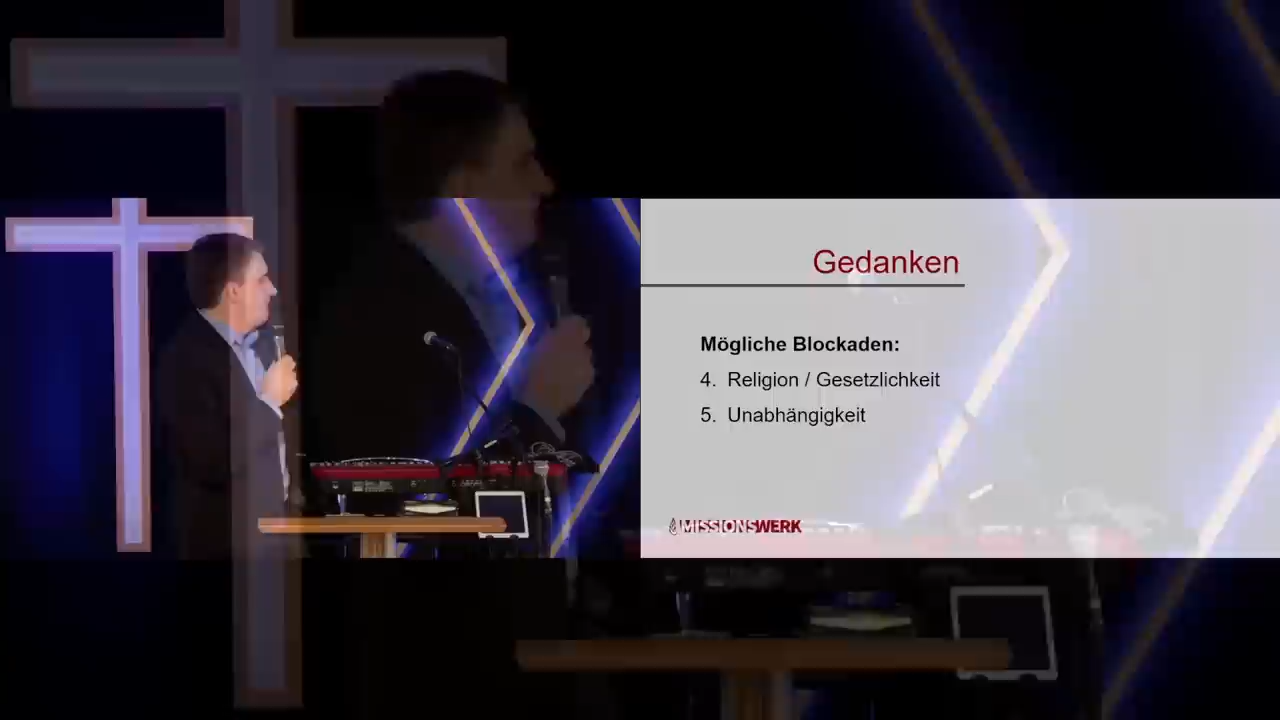 Gedanken
Mögliche Blockaden:
4. Religion / Gesetzlichkeit
5. Unabhängigkeit
MISSIONSWERK